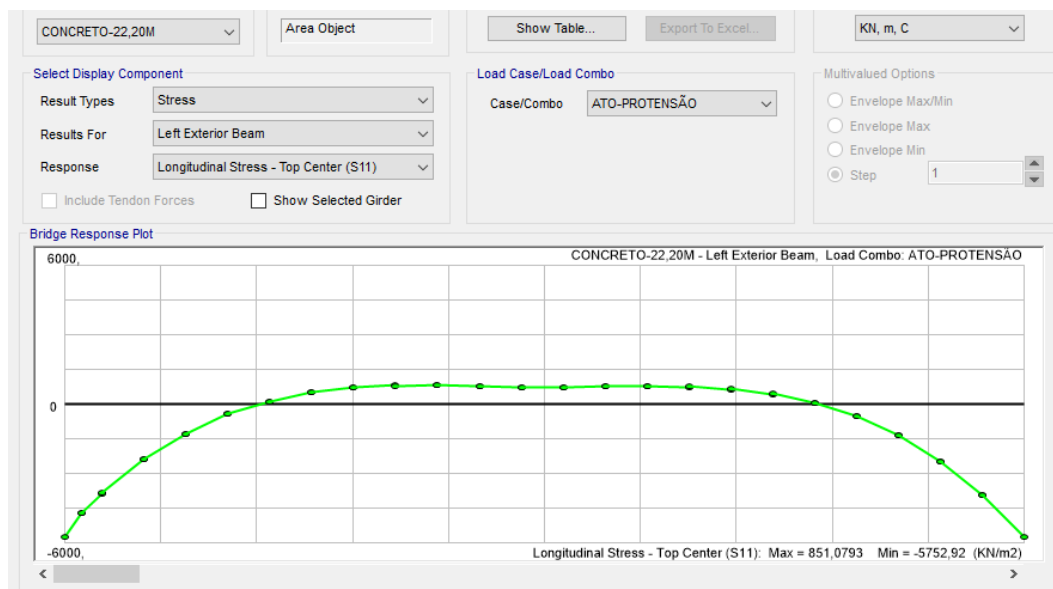 CONCRETO-22,20M
Area Object
Show Table...
Export To Excel...
KN, m, C
Select Display Component
Result Types
Stress
Results For
Left Exterior Beam
Response
Longitudinal Stress - Top Center (S11)
Include Tendon Forces
Show Selected Girder
Load Case/Load Combo
Case/Combo
ATO-PROTENSÃO
Multivalued Options
Envelope Max/Min
Envelope Max
Envelope Min
Step
1
Bridge Response Plot
6000,
CONCRETO-22,20M - Left Exterior Beam, Load Combo: ATO-PROTENSÃO
0
-6000,
Longitudinal Stress - Top Center (S11): Max = 851,0793 Min = -5752,92 (KN/m2)